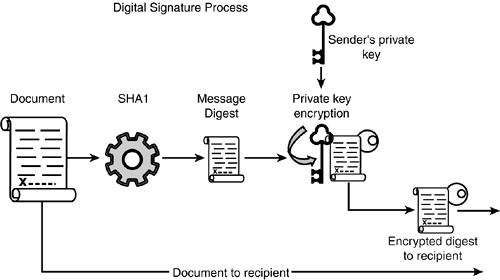 Digital Signature Process
Sender's private
key
Document
SHA1
Message
Digest
Private key
encryption
X
X
X
X
Encrypted digest
to recipient
Document to recipient